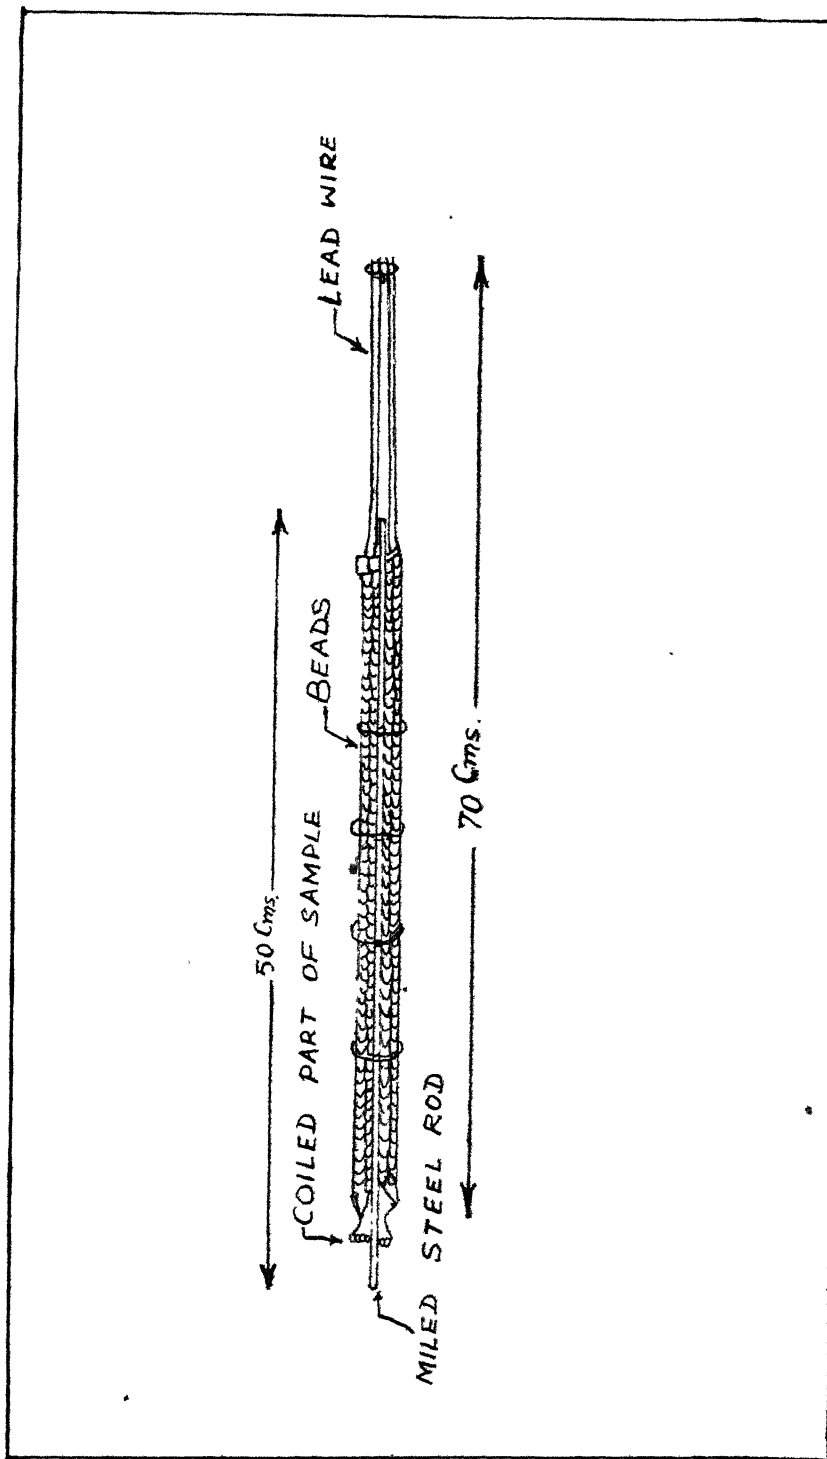 LEAD WIRE
50 Cms.
BEADS
COILED PART OF SAMPLE
70 Cms.
MILED STEEL ROD